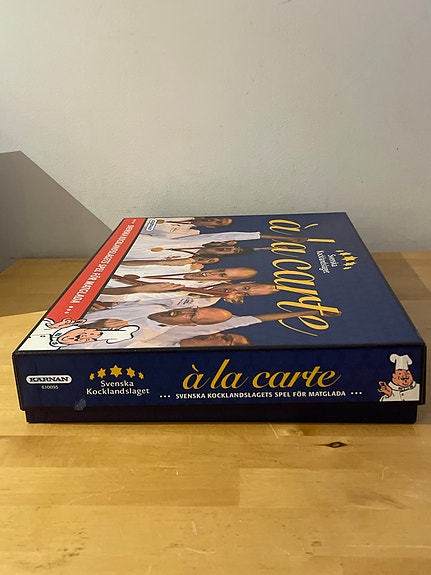 à la carte
Svenska
Kocklandslaget
SVENSKA KOCKLANDSLAGETS SPEL FÖR MATGLADA
KÄRNAN
630095
Svenska
Kocklandslaget
à la carte
••• SVENSKA KOCKLANDSLAGETS SPEL FÖR MATGLADA •••